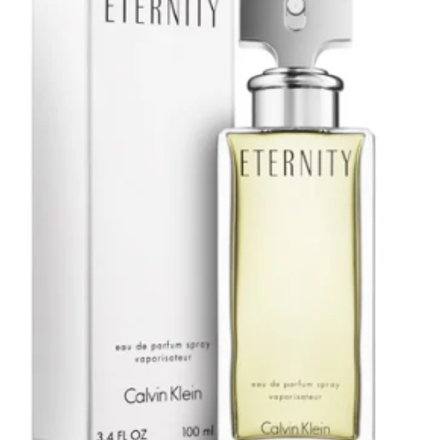 ETERNITY
eau de parfum spray
vaporisateur
Calvin Klein
3.4 FL OZ 100 ml
ETERNITY
eau de parfum spray
vaporisateur
Calvin Klein